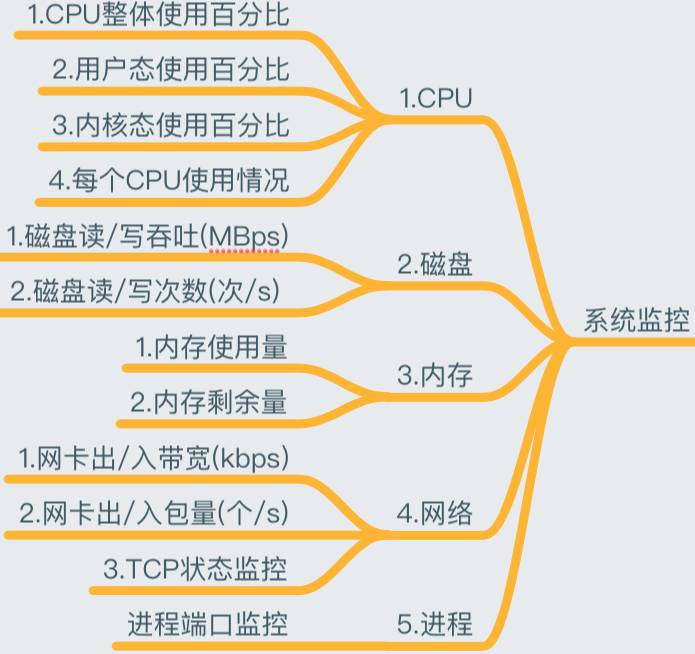 系统监控
1.CPU
1.CPU整体使用百分比
2.用户态使用百分比
3.内核态使用百分比
4.每个CPU使用情况
2.磁盘
1.磁盘读/写吞吐(MBps)
2.磁盘读/写次数(次/s)
3.内存
1.内存使用量
2.内存剩余量
4.网络
1.网卡出/入带宽(kbps)
2.网卡出/入包量(个/s)
3.TCP状态监控
5.进程
进程端口监控